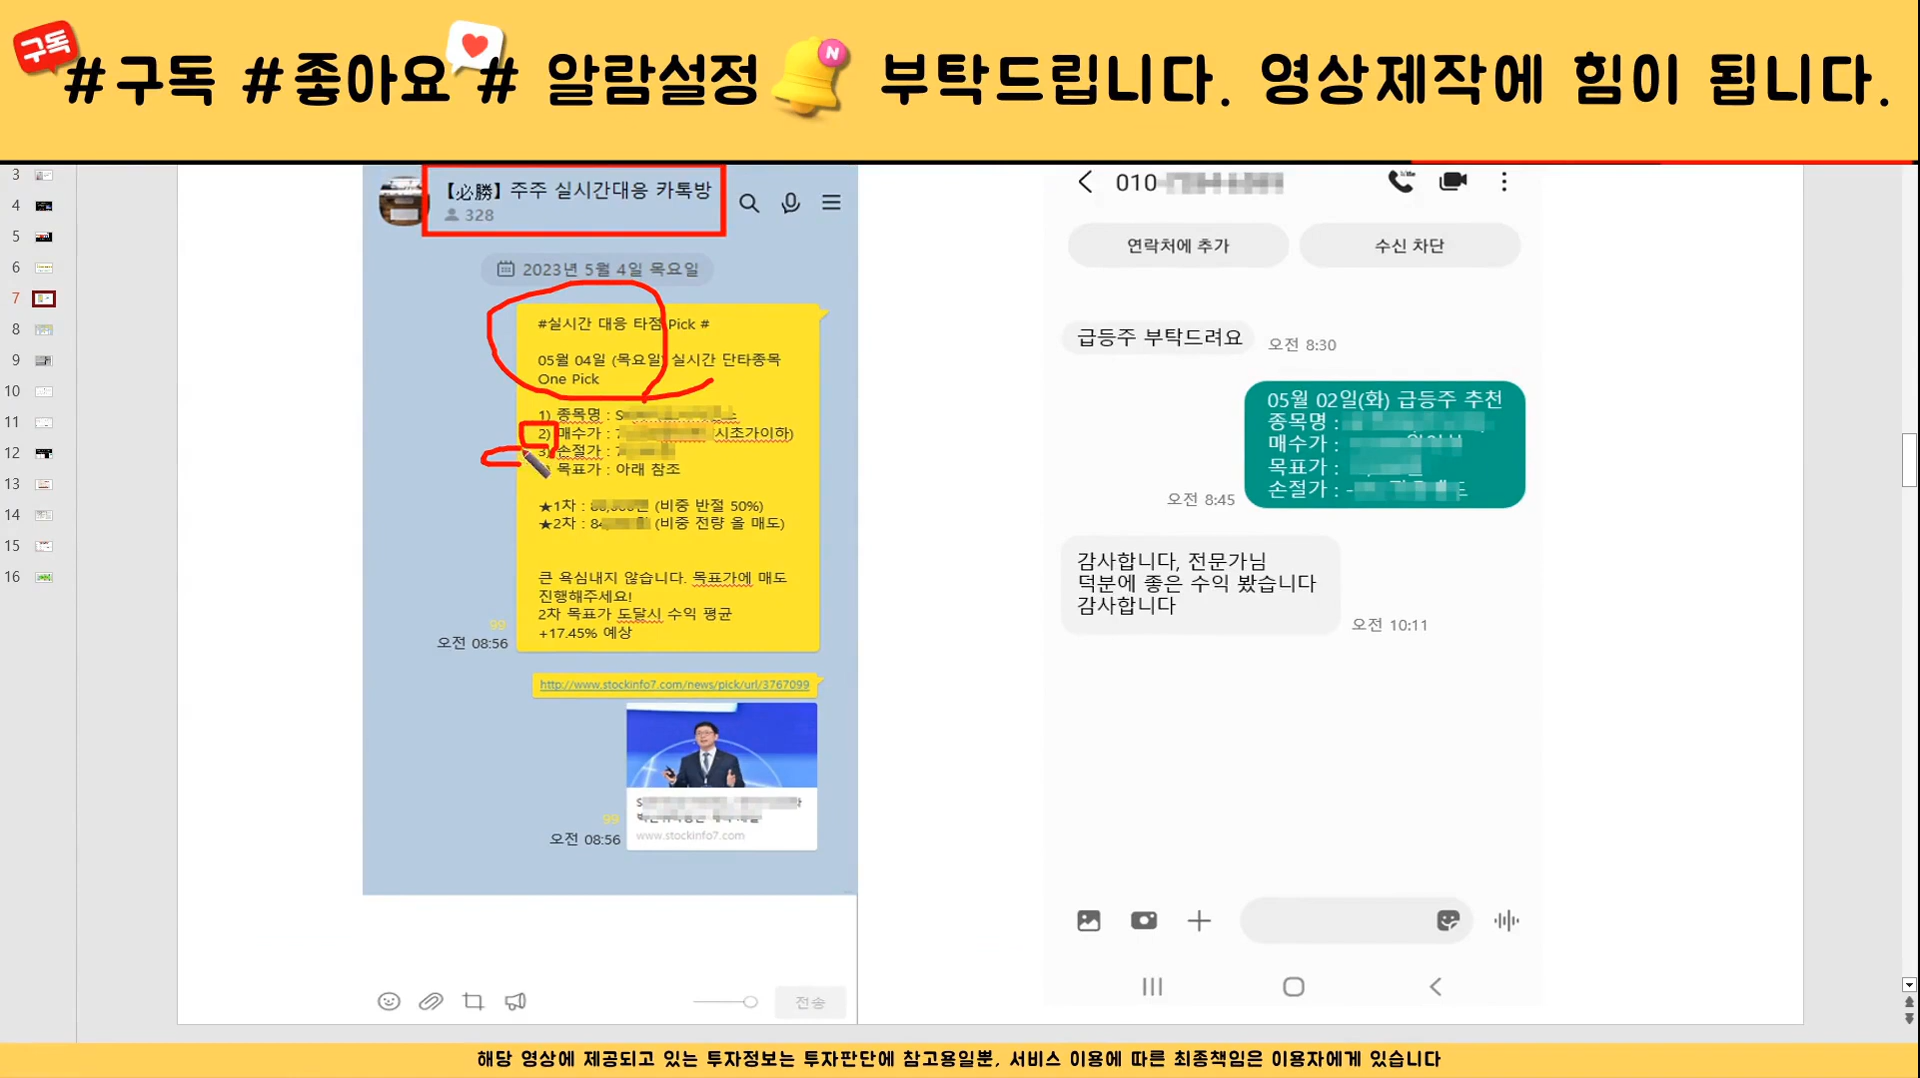 구독
#구독 #좋아요 # 알람설정 N 부탁드립니다. 영상제작에 힘이 됩니다.
3
4
5
6
7
8
9
10
11
12
13
14
15
16
【必勝】주주 실시간대응 카톡방
328
2023년 5월 4일 목요일
#실시간 대응 타점 Pick #
05월 04일 (목요일) 실시간 단타종목
One Pick
1) 종목명 : S
2) 매수가 : 7 시초가이하)
3) 손절가 : 7
목표가 : 아래 참조
★1차 : (비중 반절 50%)
★2차 : 84 (비중 전량 올 매도)
큰 욕심내지 않습니다. 목표가에 매도
진행해주세요!
2차 목표가 도달시 수익 평균
+17.45% 예상
99
오전 08:56
http://www.stockinfo7.com/news/pick/url/3767099
S
www.stockinfo7.com
99
오전 08:56
전송
010
연락처에 추가
수신 차단
급등주 부탁드려요
오전 8:30
05월 02일(화) 급등주 추천
종목명 :
매수가 :
목표가 :
손절가 : -
오전 8:45
감사합니다, 전문가님
덕분에 좋은 수익 봤습니다
감사합니다
오전 10:11
해당 영상에 제공되고 있는 투자정보는 투자판단에 참고용일뿐, 서비스 이용에 따른 최종책임은 이용자에게 있습니다